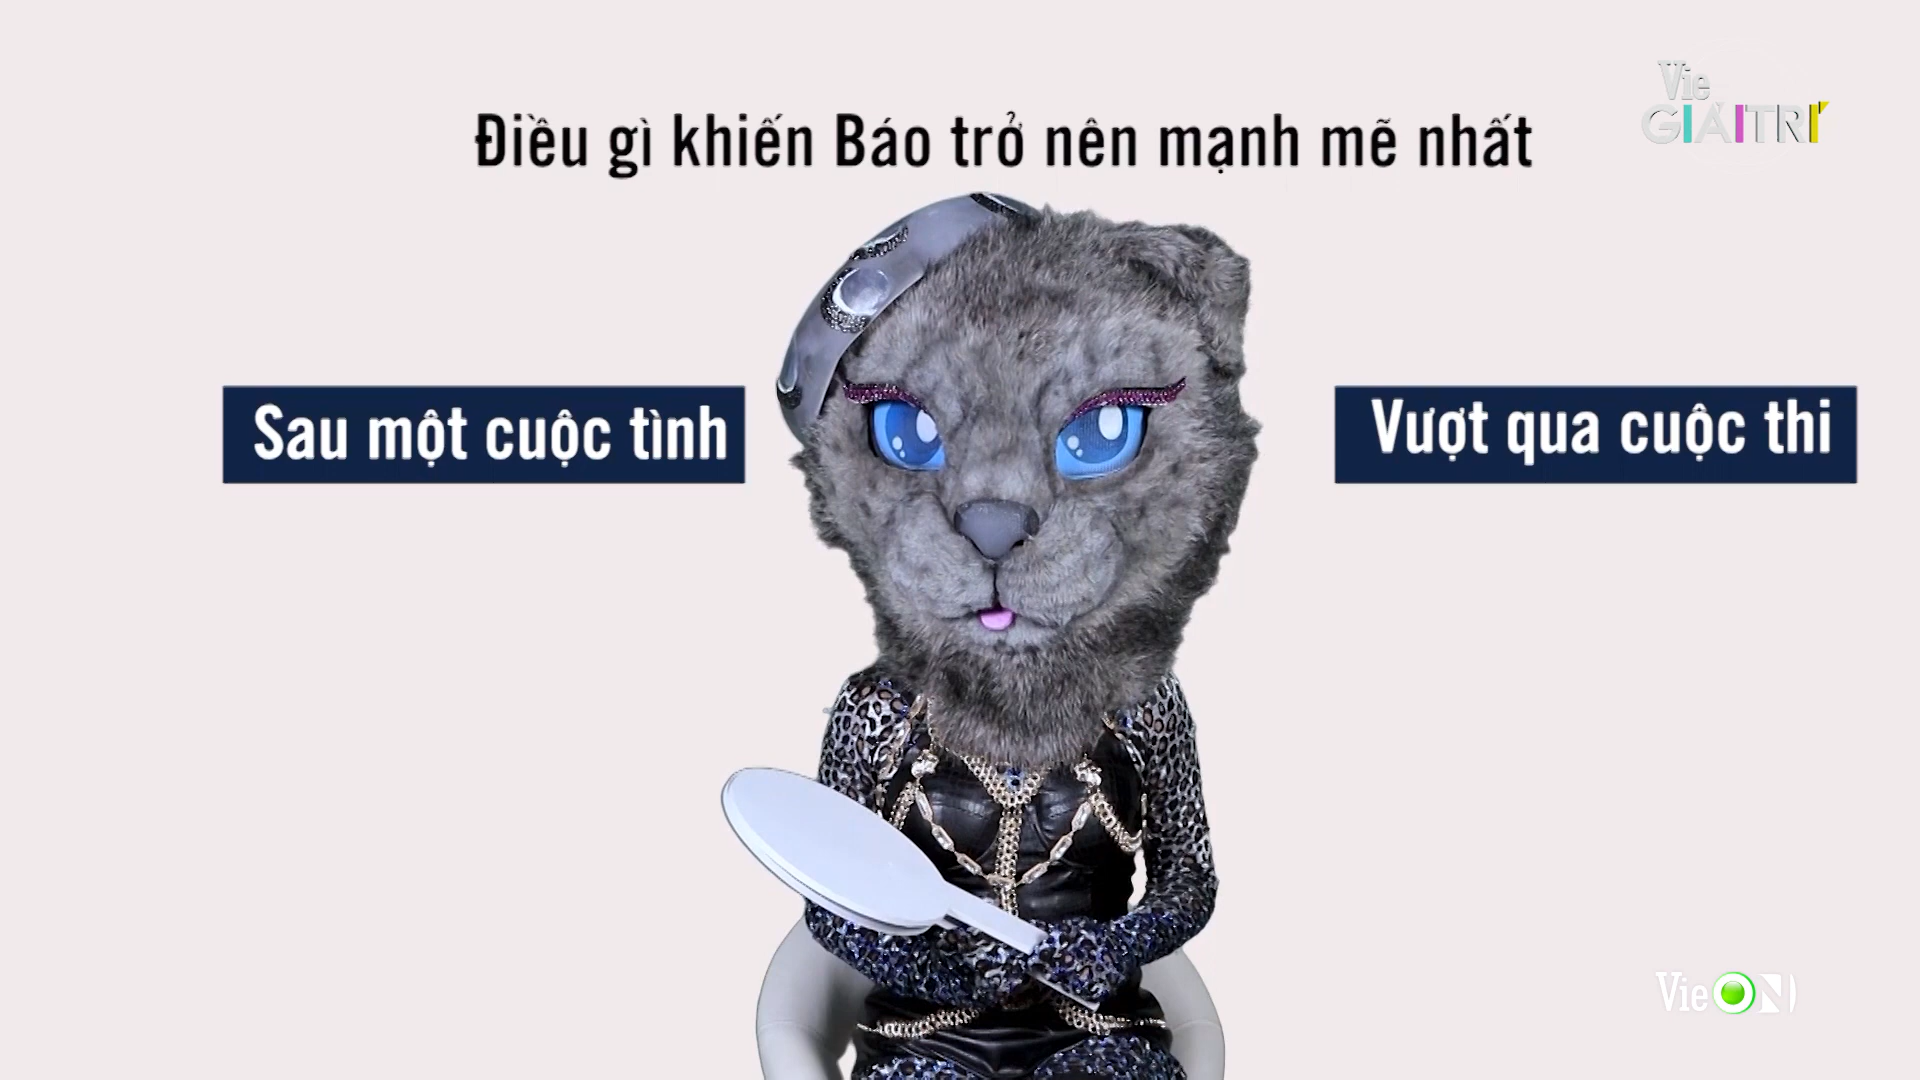 Vie
GIẢI TRÍ
Điều gì khiến Báo trở nên mạnh mẽ nhất
Sau một cuộc tình
Vượt qua cuộc thi
VieON